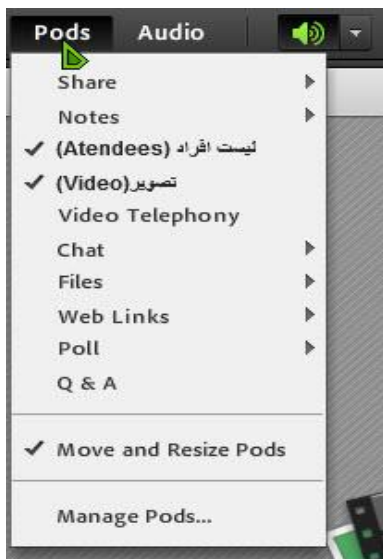 Pods Audio
Share
Notes
لیست افراد (Atendees)
تصویر(Video)
Video Telephony
Chat
Files
Web Links
Poll
Q & A
Move and Resize Pods
Manage Pods...